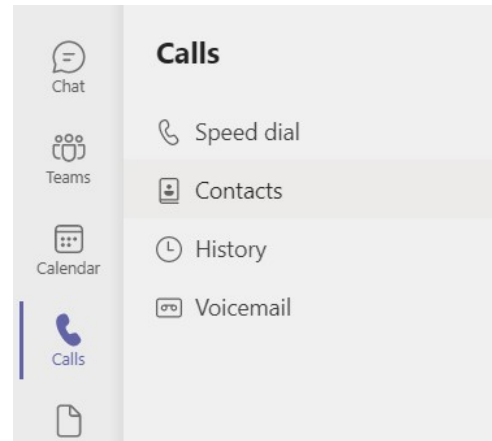 Chat
Teams
Calendar
Calls
Calls
Speed dial
Contacts
History
Voicemail